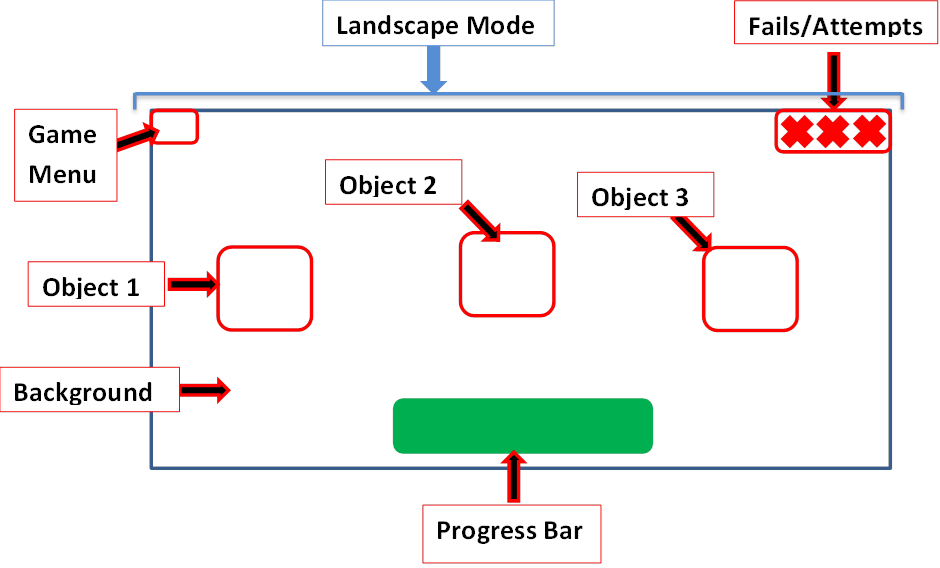 Landscape Mode
Fails/Attempts
Game
Menu
Object 2
Object 3
Object 1
Background
Progress Bar